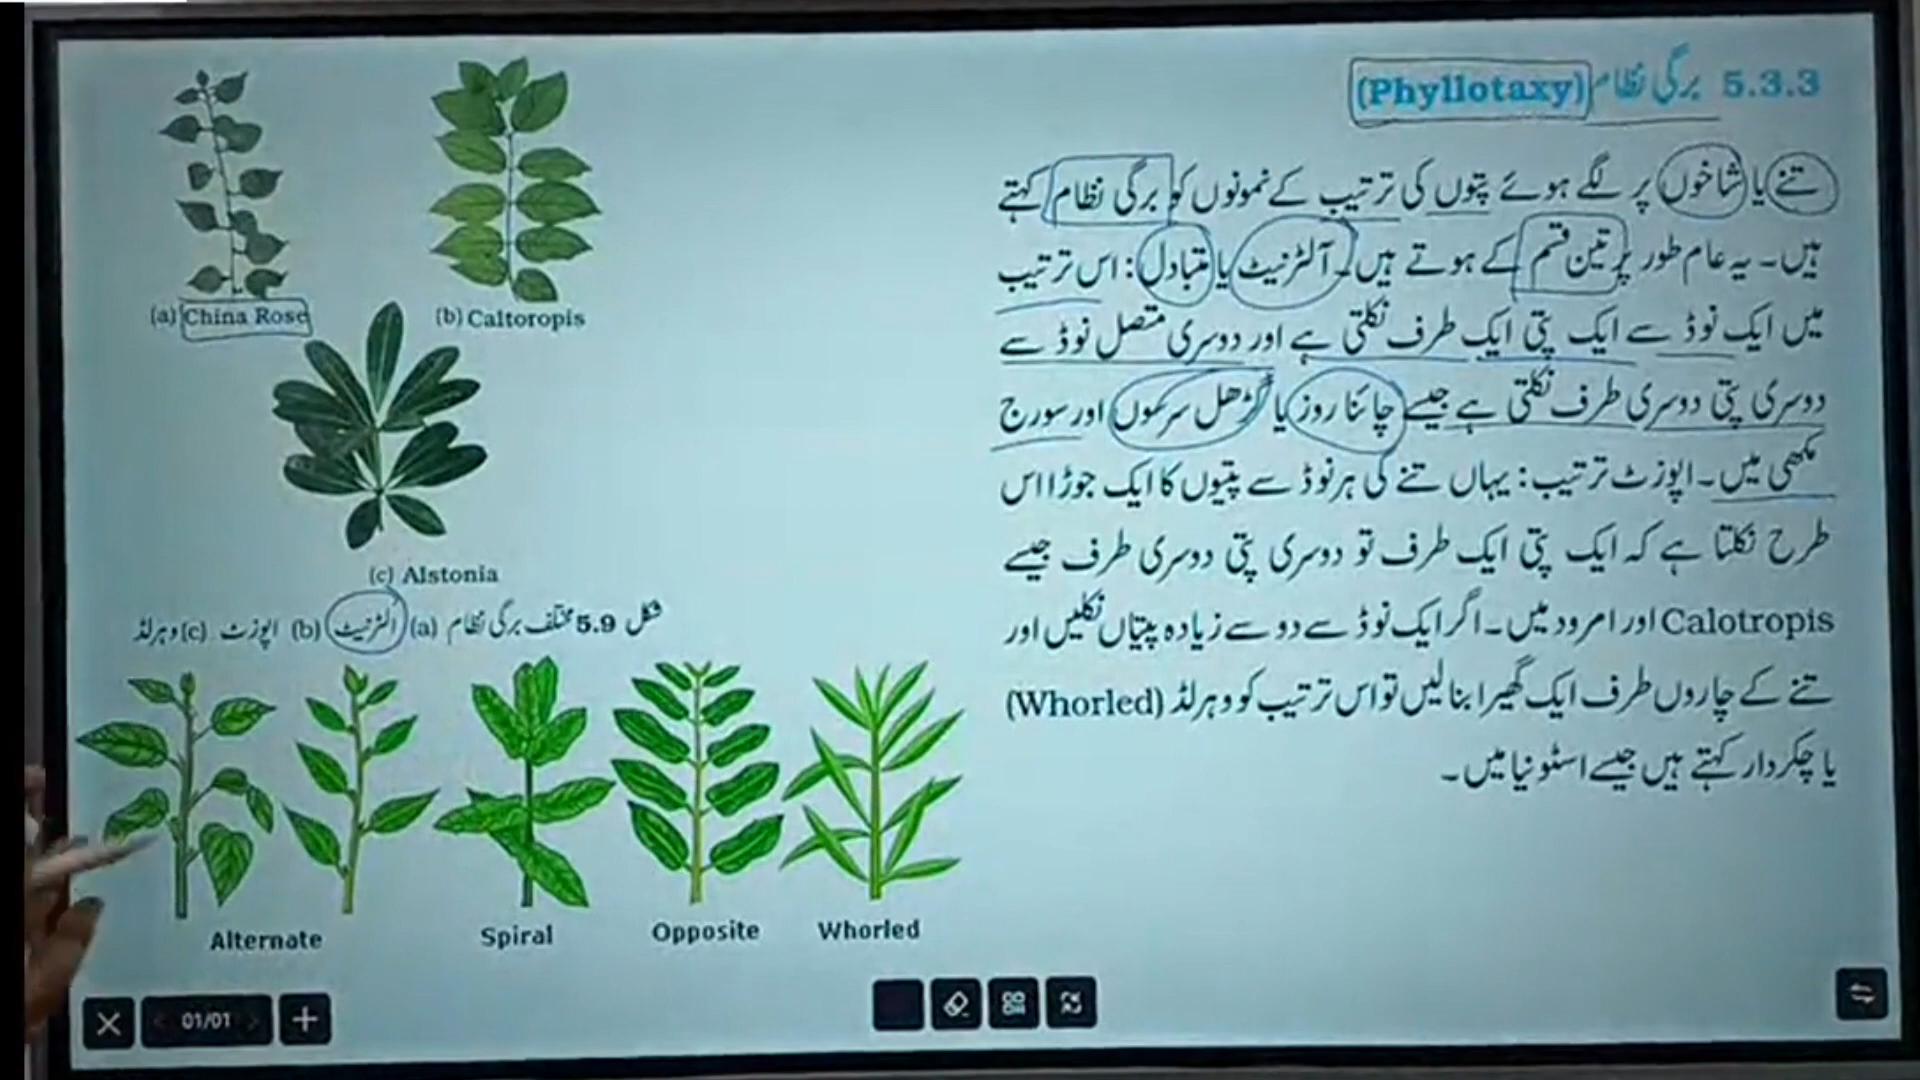 5.3.3 برگی نظام (Phyllotaxy)
تنے یا شاخوں پر لگے ہوئے پتوں کی ترتیب کے نمونوں کو برگی نظام کہتے
ہیں۔ یہ عام طور پر تین قسم کے ہوتے ہیں۔ آلٹرنیٹ یا متبادل: اس ترتیب
میں ایک نوڈ سے ایک پتی ایک طرف نکلتی ہے اور دوسری متصل نوڈ سے
دوسری پتی دوسری طرف نکلتی ہے جیسے چائنا روز یا گڑھل سرسوں اور سورج
مکھی میں۔ اپوزٹ ترتیب: یہاں تنے کی ہر نوڈ سے پتیوں کا ایک جوڑا اس
طرح نکلتا ہے کہ ایک پتی ایک طرف تو دوسری پتی دوسری طرف جیسے
Calotropis اور امرود میں۔ اگر ایک نوڈ سے دو سے زیادہ پتیاں نکلیں اور
تنے کے چاروں طرف ایک گھیرا بنالیں تو اس ترتیب کو وہرلڈ (Whorled)
یا چکردار کہتے ہیں جیسے اسٹونیا میں۔
(a) China Rose
(b) Caltoropis
(c) Alstonia
شکل 5.9 مختلف برگی نظام (a) الٹرنیٹ (b) اپوزٹ (c) وہرلڈ
Alternate
Spiral
Opposite
Whorled
01/01